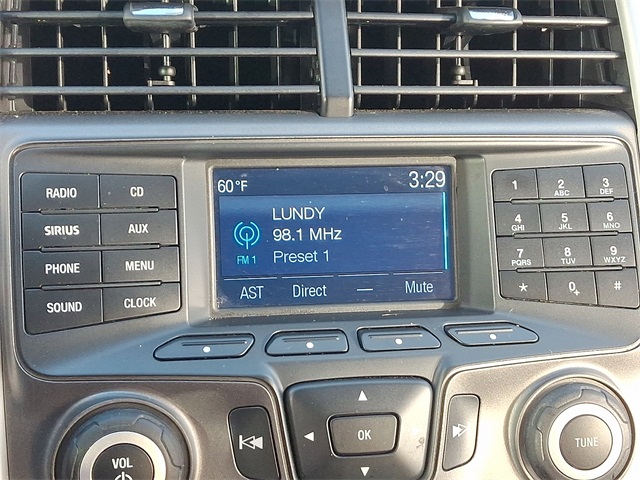 RADIO CD
SIRIUS AUX
PHONE MENU
SOUND CLOCK
60°F 3:29
LUNDY
98.1 MHz
FM 1 Preset 1
AST Direct — Mute
1 2 ABC 3 DEF
4 GHI 5 JKL 6 MNO
7 PQRS 8 TUV 9 WXYZ
* 0 + #
VOL
OK
TUNE